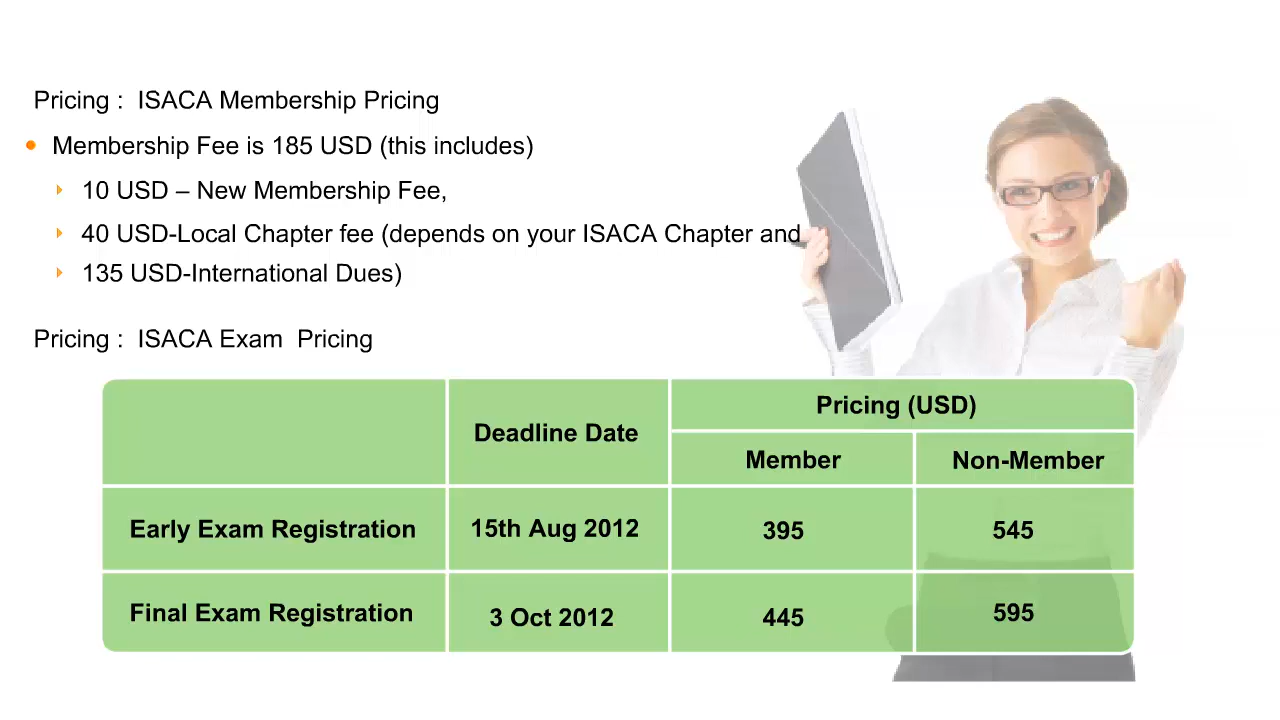 Pricing :  ISACA Membership Pricing
Membership Fee is 185 USD (this includes)
10 USD – New Membership Fee,
40 USD-Local Chapter fee (depends on your ISACA Chapter and
135 USD-International Dues)
Pricing :  ISACA Exam  Pricing
Deadline Date
Pricing (USD)
Member
Non-Member
Early Exam Registration
15th Aug 2012
395
545
Final Exam Registration
3 Oct 2012
445
595